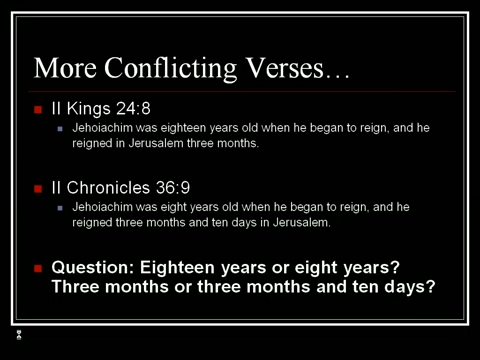 More Conflicting Verses…
II Kings 24:8
Jehoiachim was eighteen years old when he began to reign, and he
reigned in Jerusalem three months.
II Chronicles 36:9
Jehoiachim was eight years old when he began to reign, and he
reigned three months and ten days in Jerusalem.
Question: Eighteen years or eight years?
Three months or three months and ten days?